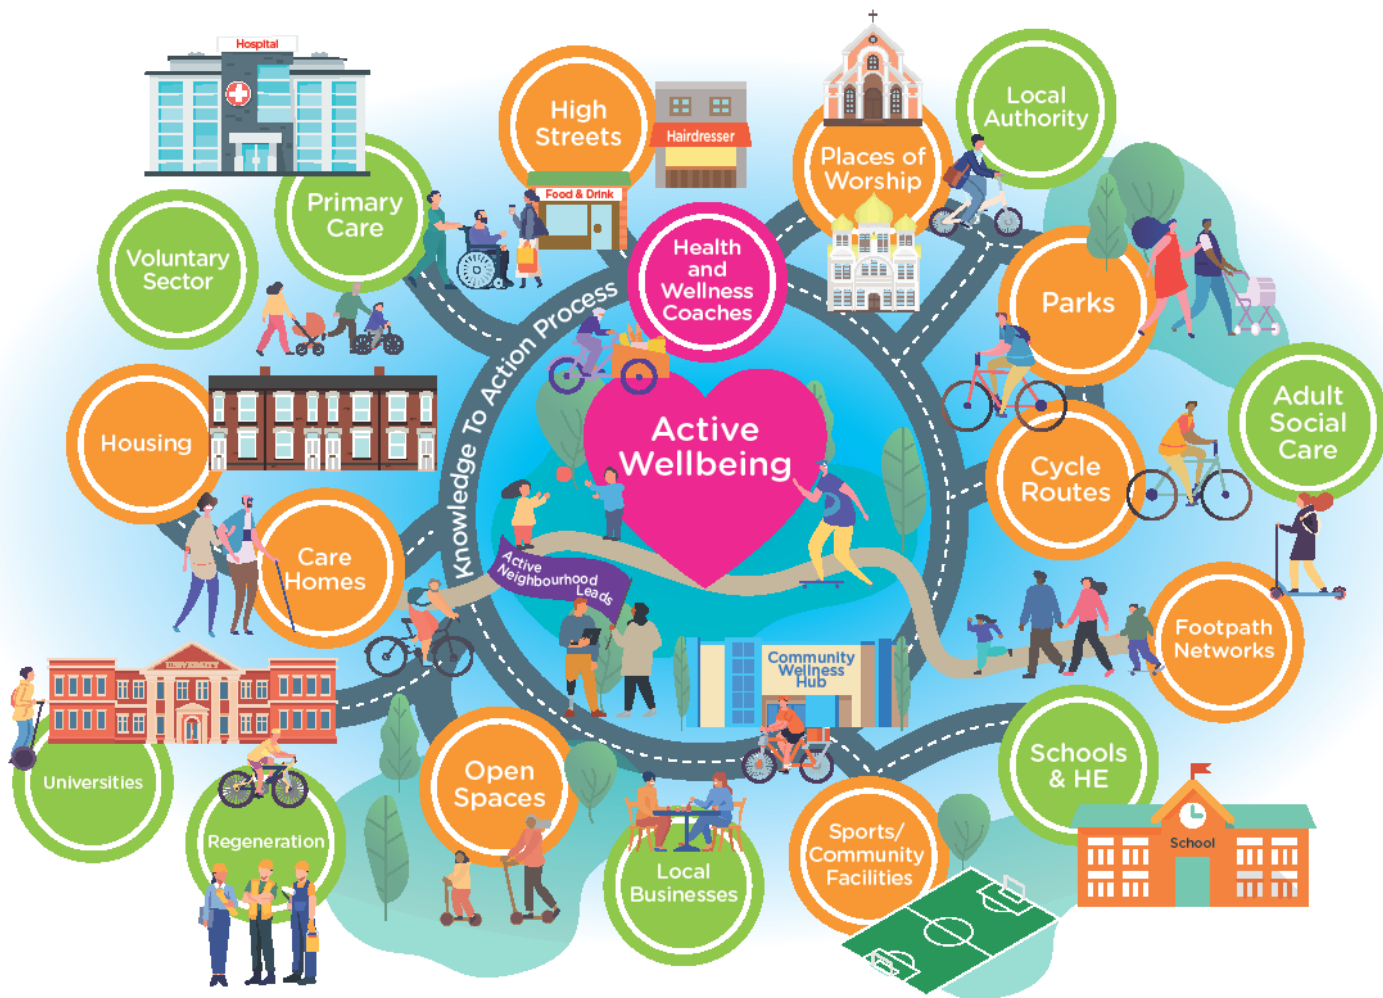 Hospital
High
Streets
Hairdresser
Food & Drink
Places of
Worship
Local
Authority
Primary
Care
Voluntary
Sector
Health
and
Wellness
Coaches
Parks
Knowledge To Action Process
Housing
Active
Wellbeing
Cycle
Routes
Adult
Social
Care
Care
Homes
Active
Neighbourhood
Leads
Footpath
Networks
Community
Wellness
Hub
UNIVERSITY
Universities
Regeneration
Open
Spaces
Local
Businesses
Sports/
Community
Facilities
Schools
& HE
School